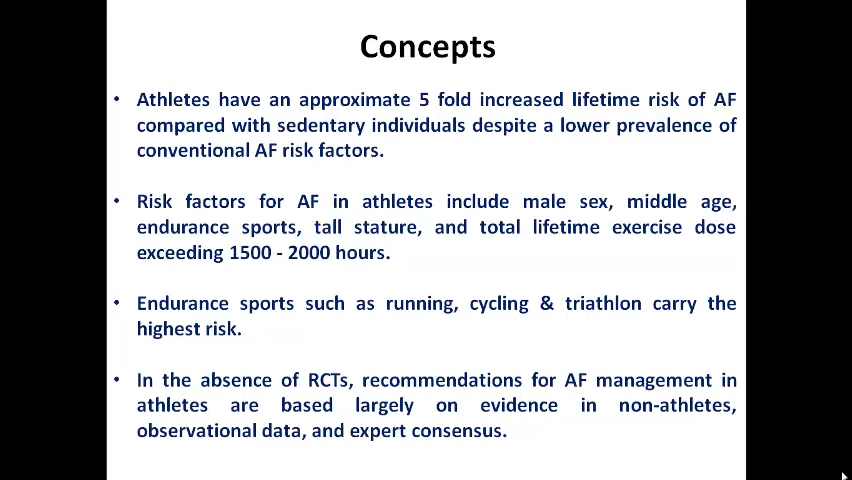 Concepts
• Athletes have an approximate 5 fold increased lifetime risk of AF
compared with sedentary individuals despite a lower prevalence of
conventional AF risk factors.
• Risk factors for AF in athletes include male sex, middle age,
endurance sports, tall stature, and total lifetime exercise dose
exceeding 1500 - 2000 hours.
• Endurance sports such as running, cycling & triathlon carry the
highest risk.
• In the absence of RCTs, recommendations for AF management in
athletes are based largely on evidence in non-athletes,
observational data, and expert consensus.